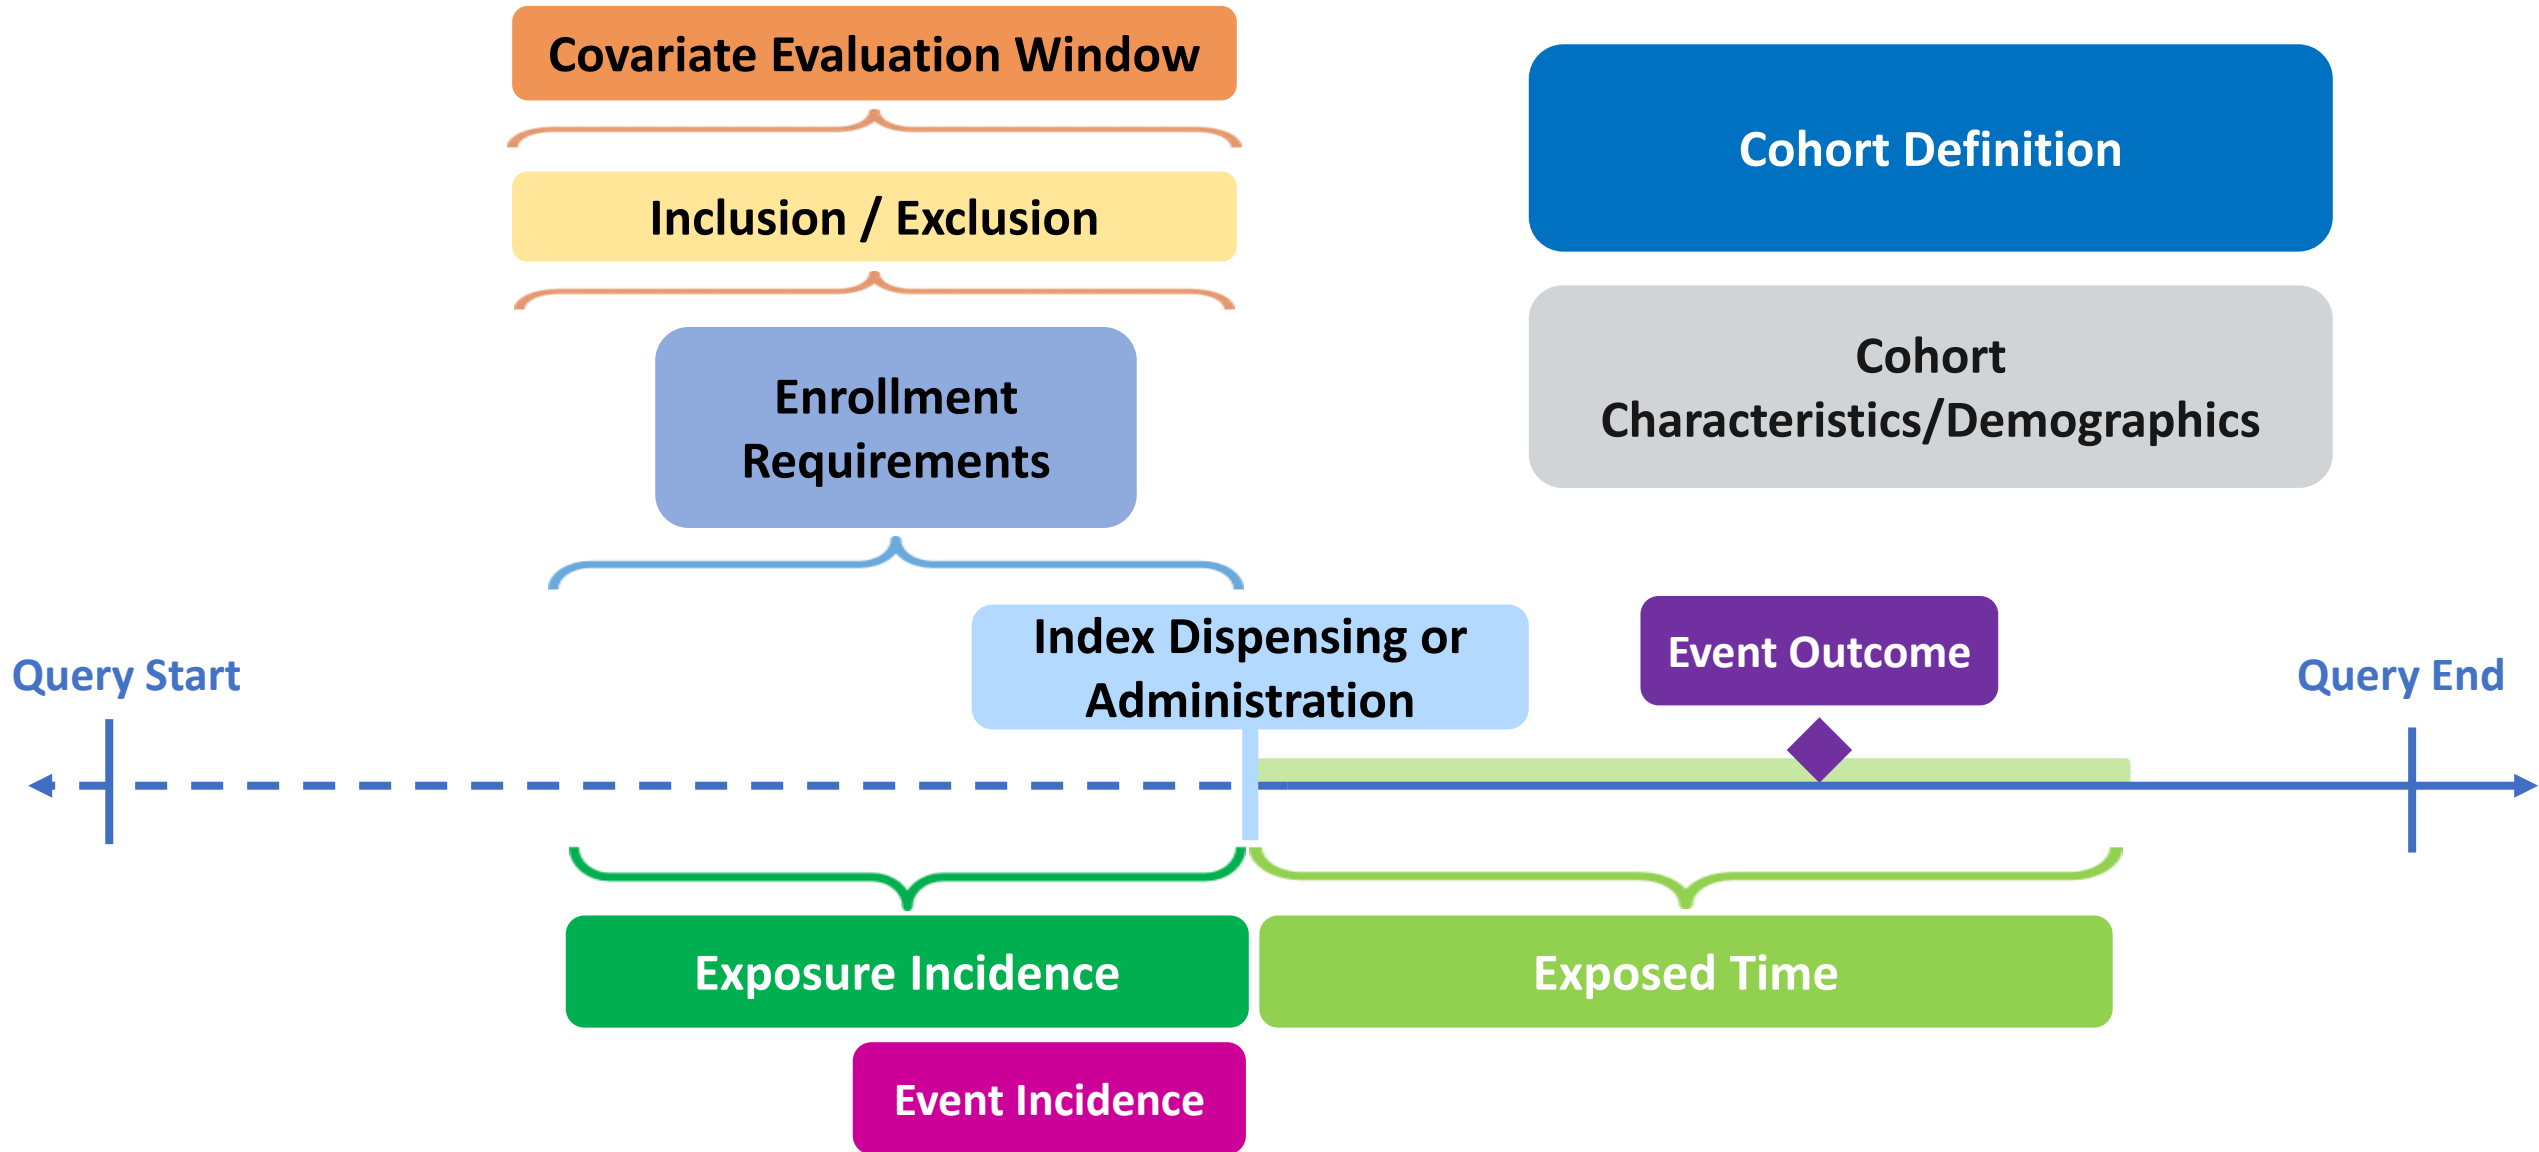 Covariate Evaluation Window
Inclusion / Exclusion
Enrollment
Requirements
Cohort Definition
Cohort
Characteristics/Demographics
Index Dispensing or
Administration
Event Outcome
Query Start
Query End
Exposure Incidence
Exposed Time
Event Incidence